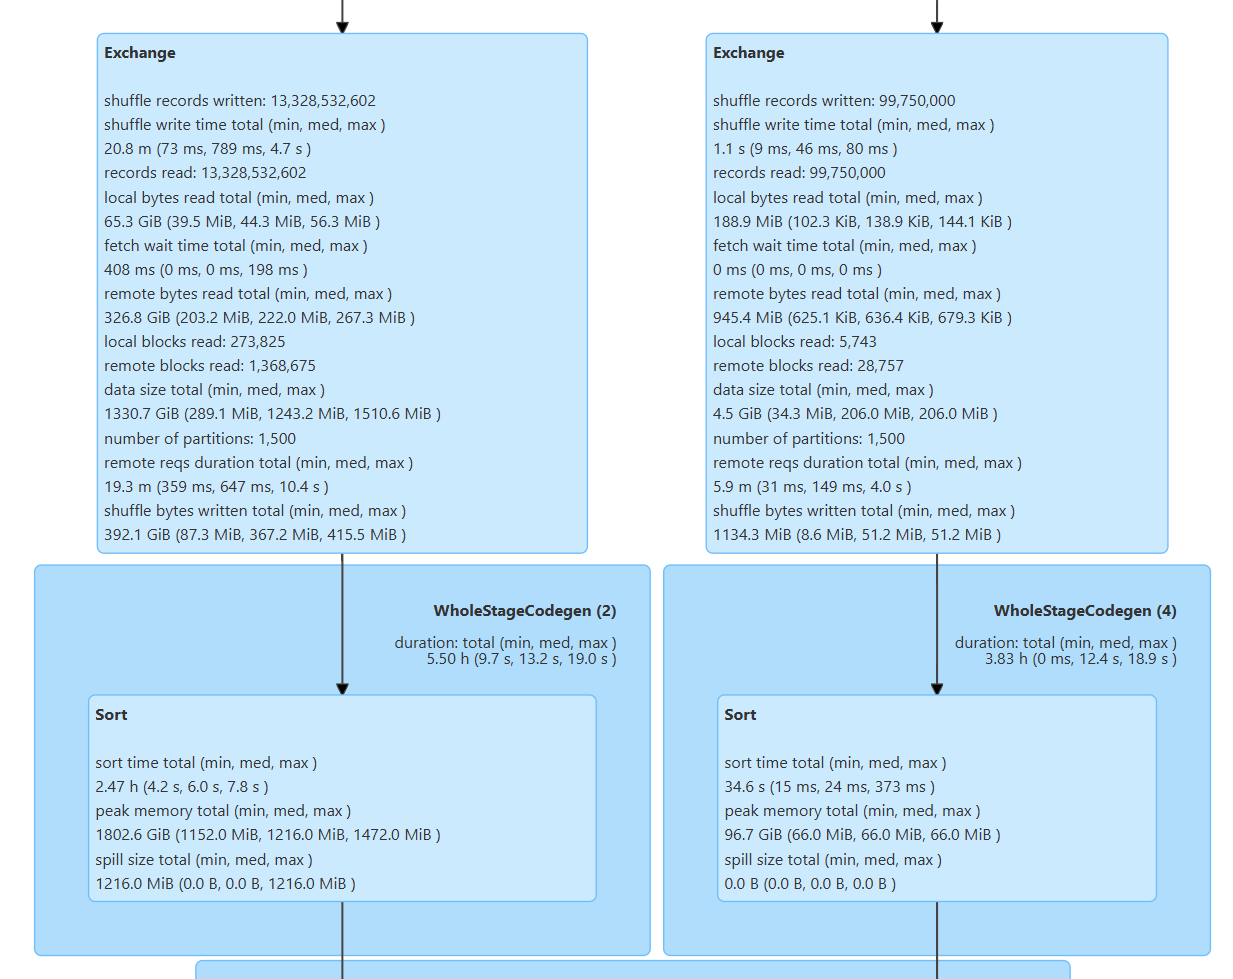 Exchange
shuffle records written: 13,328,532,602
shuffle write time total (min, med, max )
20.8 m (73 ms, 789 ms, 4.7 s )
records read: 13,328,532,602
local bytes read total (min, med, max )
65.3 GiB (39.5 MiB, 44.3 MiB, 56.3 MiB )
fetch wait time total (min, med, max )
408 ms (0 ms, 0 ms, 198 ms )
remote bytes read total (min, med, max )
326.8 GiB (203.2 MiB, 222.0 MiB, 267.3 MiB )
local blocks read: 273,825
remote blocks read: 1,368,675
data size total (min, med, max )
1330.7 GiB (289.1 MiB, 1243.2 MiB, 1510.6 MiB )
number of partitions: 1,500
remote reqs duration total (min, med, max )
19.3 m (359 ms, 647 ms, 10.4 s )
shuffle bytes written total (min, med, max )
392.1 GiB (87.3 MiB, 367.2 MiB, 415.5 MiB )
WholeStageCodegen (2)
duration: total (min, med, max )
5.50 h (9.7 s, 13.2 s, 19.0 s )
Sort
sort time total (min, med, max )
2.47 h (4.2 s, 6.0 s, 7.8 s )
peak memory total (min, med, max )
1802.6 GiB (1152.0 MiB, 1216.0 MiB, 1472.0 MiB )
spill size total (min, med, max )
1216.0 MiB (0.0 B, 0.0 B, 1216.0 MiB )
Exchange
shuffle records written: 99,750,000
shuffle write time total (min, med, max )
1.1 s (9 ms, 46 ms, 80 ms )
records read: 99,750,000
local bytes read total (min, med, max )
188.9 MiB (102.3 KiB, 138.9 KiB, 144.1 KiB )
fetch wait time total (min, med, max )
0 ms (0 ms, 0 ms, 0 ms )
remote bytes read total (min, med, max )
945.4 MiB (625.1 KiB, 636.4 KiB, 679.3 KiB )
local blocks read: 5,743
remote blocks read: 28,757
data size total (min, med, max )
4.5 GiB (34.3 MiB, 206.0 MiB, 206.0 MiB )
number of partitions: 1,500
remote reqs duration total (min, med, max )
5.9 m (31 ms, 149 ms, 4.0 s )
shuffle bytes written total (min, med, max )
1134.3 MiB (8.6 MiB, 51.2 MiB, 51.2 MiB )
WholeStageCodegen (4)
duration: total (min, med, max )
3.83 h (0 ms, 12.4 s, 18.9 s )
Sort
sort time total (min, med, max )
34.6 s (15 ms, 24 ms, 373 ms )
peak memory total (min, med, max )
96.7 GiB (66.0 MiB, 66.0 MiB, 66.0 MiB )
spill size total (min, med, max )
0.0 B (0.0 B, 0.0 B, 0.0 B )